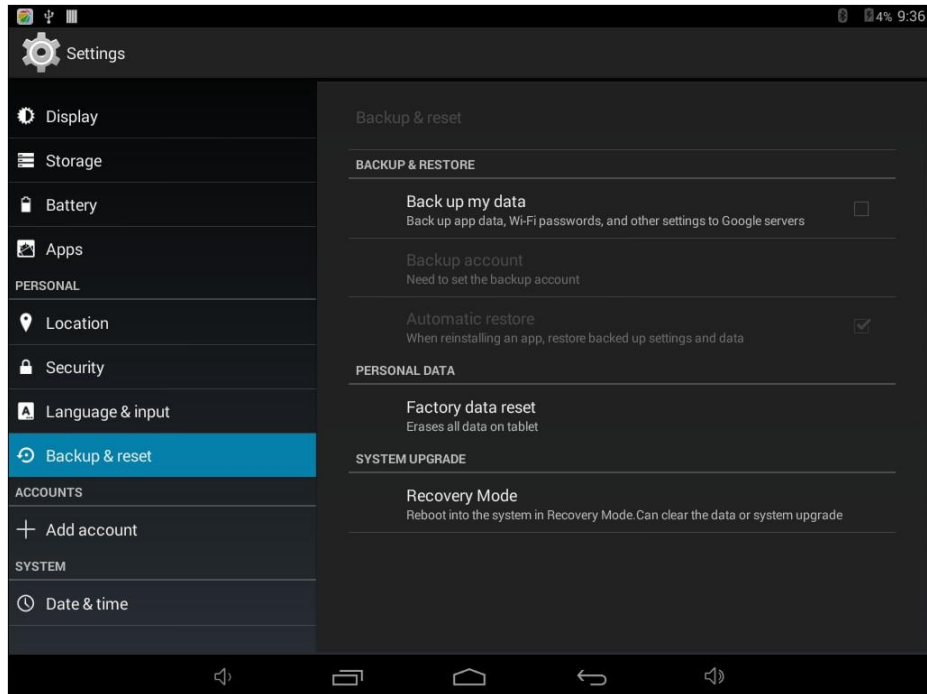 4% 9:36
Settings
Display
Storage
Battery
Apps
PERSONAL
Location
Security
Language & input
Backup & reset
ACCOUNTS
Add account
SYSTEM
Date & time
Backup & reset
BACKUP & RESTORE
Back up my data
Back up app data, Wi-Fi passwords, and other settings to Google servers
Backup account
Need to set the backup account
Automatic restore
When reinstalling an app, restore backed up settings and data
PERSONAL DATA
Factory data reset
Erases all data on tablet
SYSTEM UPGRADE
Recovery Mode
Reboot into the system in Recovery Mode.Can clear the data or system upgrade